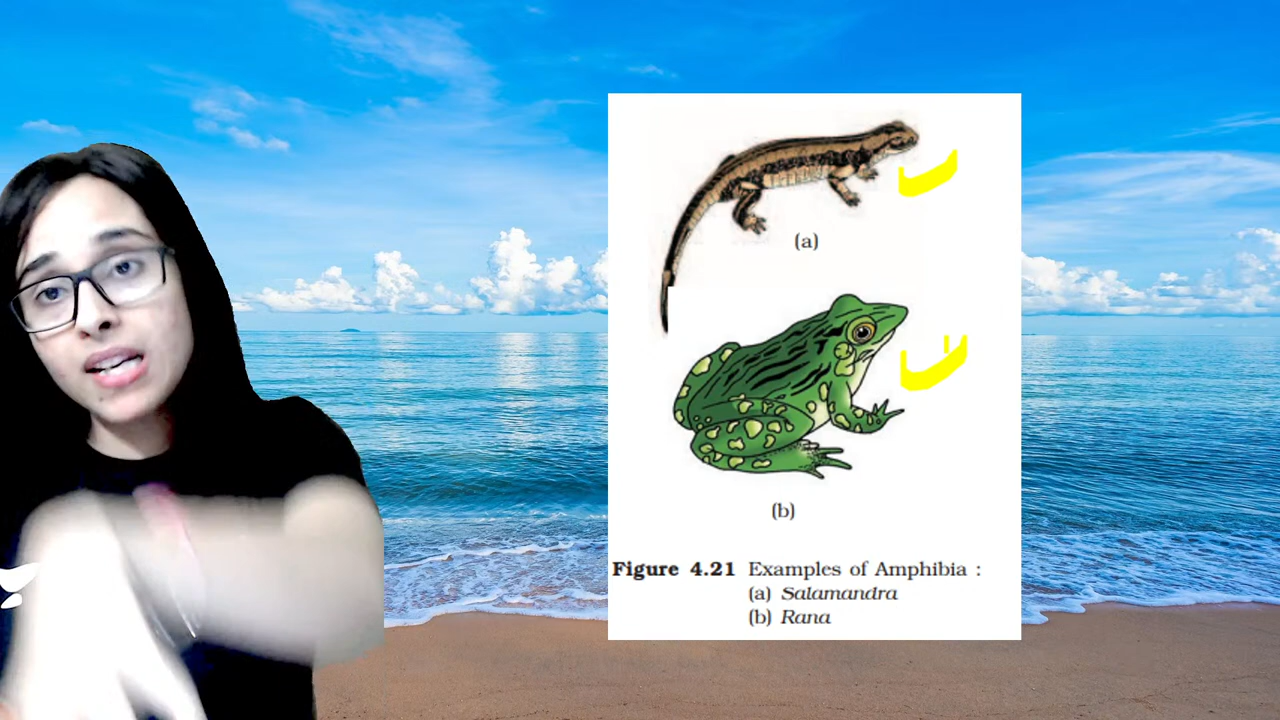 (a)
(b)
Figure 4.21 Examples of Amphibia :
(a) Salamandra
(b) Rana